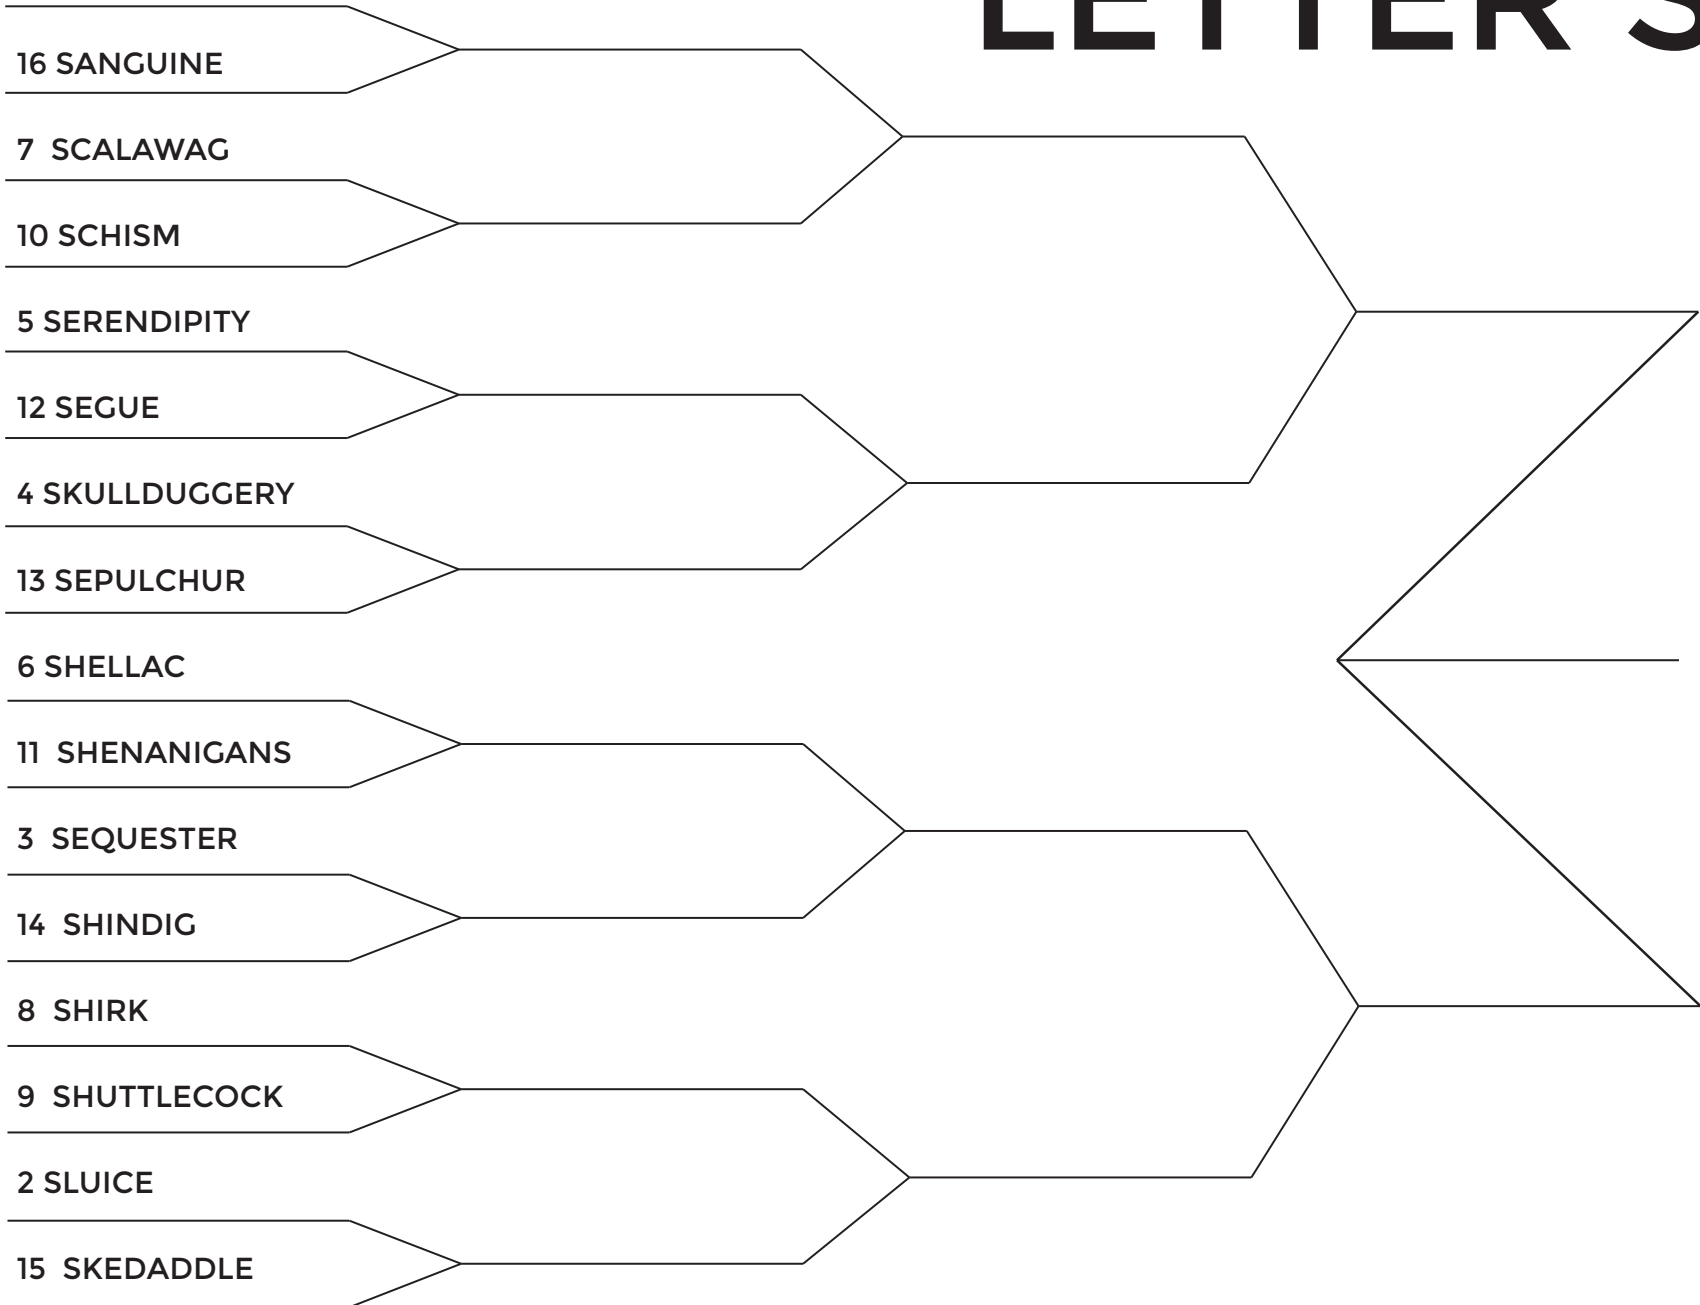 LETTER S
16 SANGUINE
7 SCALAWAG
10 SCHISM
5 SERENDIPITY
12 SEGUE
4 SKULLDUGGERY
13 SEPULCHUR
6 SHELLAC
11 SHENANIGANS
3 SEQUESTER
14 SHINDIG
8 SHIRK
9 SHUTTLECOCK
2 SLUICE
15 SKEDADDLE